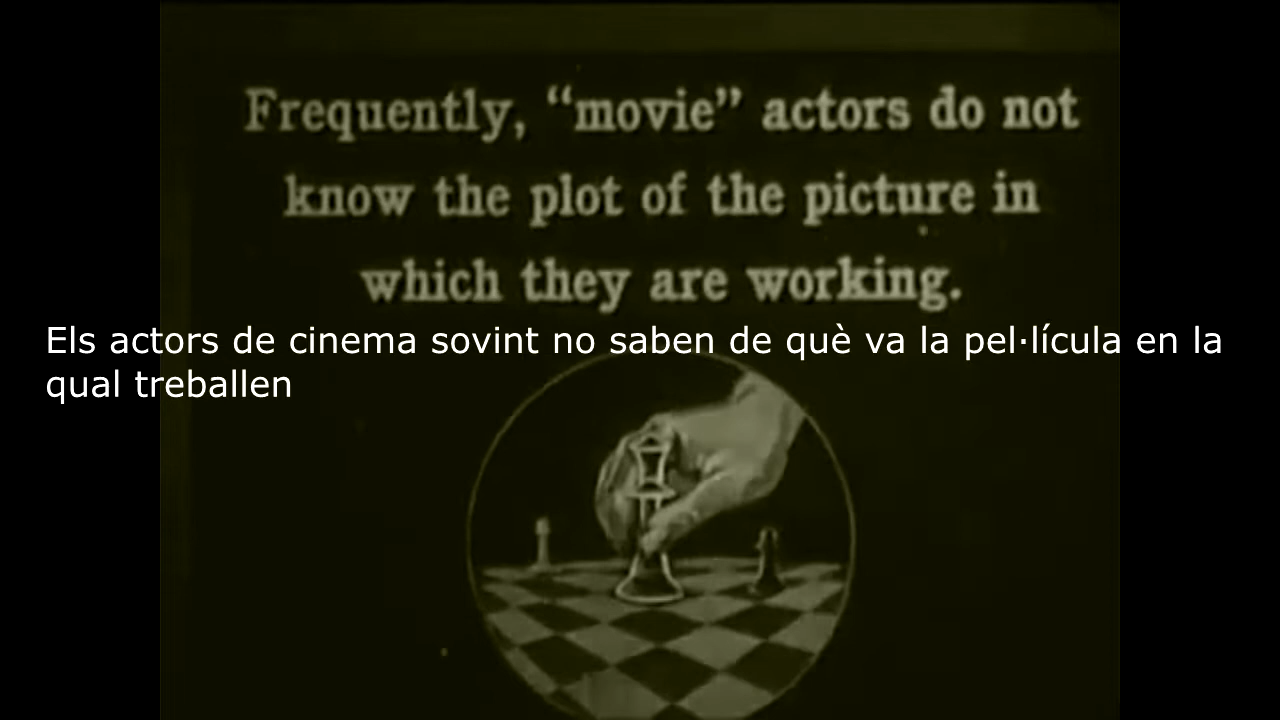 Frequently, “movie” actors do not
know the plot of the picture in
which they are working.
Els actors de cinema sovint no saben de què va la pel·lícula en la
qual treballen